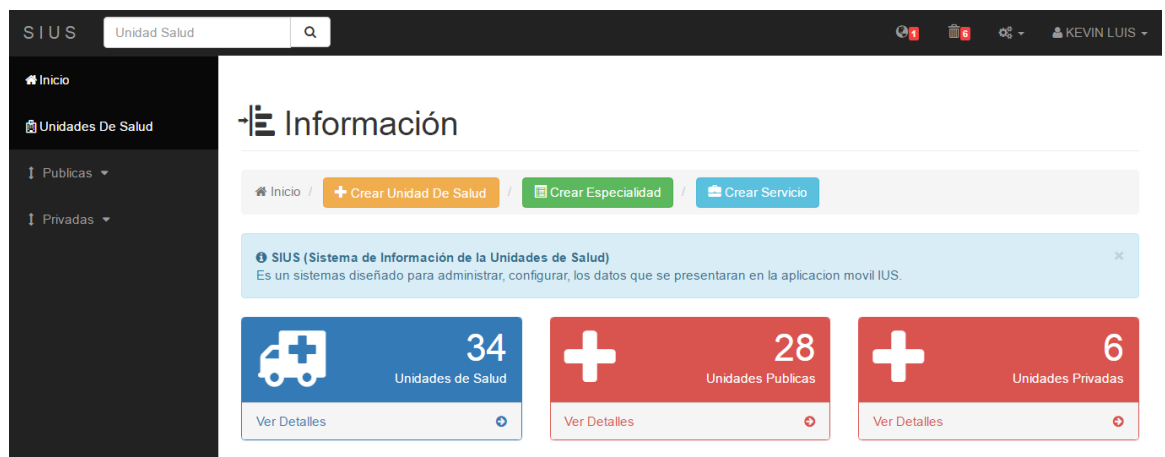 SIUS
Unidad Salud
1
6
KEVIN LUIS
Inicio
Unidades De Salud
Publicas
Privadas
Información
Inicio / Crear Unidad De Salud / Crear Especialidad / Crear Servicio
SIUS (Sistema de Información de la Unidades de Salud)
×
Es un sistemas diseñado para administrar, configurar, los datos que se presentaran en la aplicacion movil IUS.
34
Unidades de Salud
Ver Detalles
28
Unidades Publicas
Ver Detalles
6
Unidades Privadas
Ver Detalles